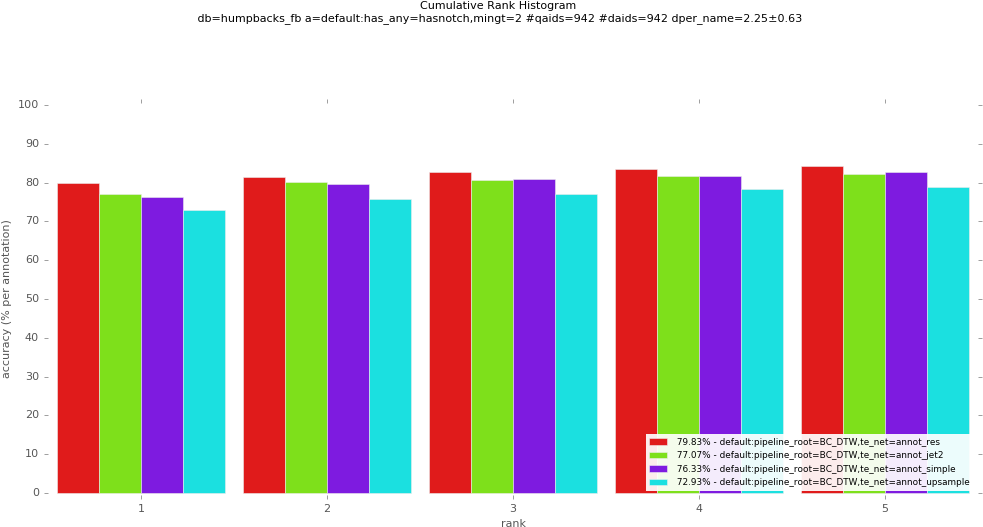 Cumulative Rank Histogram
db=humpbacks_fb a=default:has_any=hasnotch,mingt=2 #qaids=942 #daids=942 dper_name=2.25±0.63
accuracy (% per annotation)
100
90
80
70
60
50
40
30
20
10
0
79.83% - default:pipeline_root=BC_DTW,te_net=annot_res
77.07% - default:pipeline_root=BC_DTW,te_net=annot_jet2
76.33% - default:pipeline_root=BC_DTW,te_net=annot_simple
72.93% - default:pipeline_root=BC_DTW,te_net=annot_upsample
1 2 3 4 5
rank